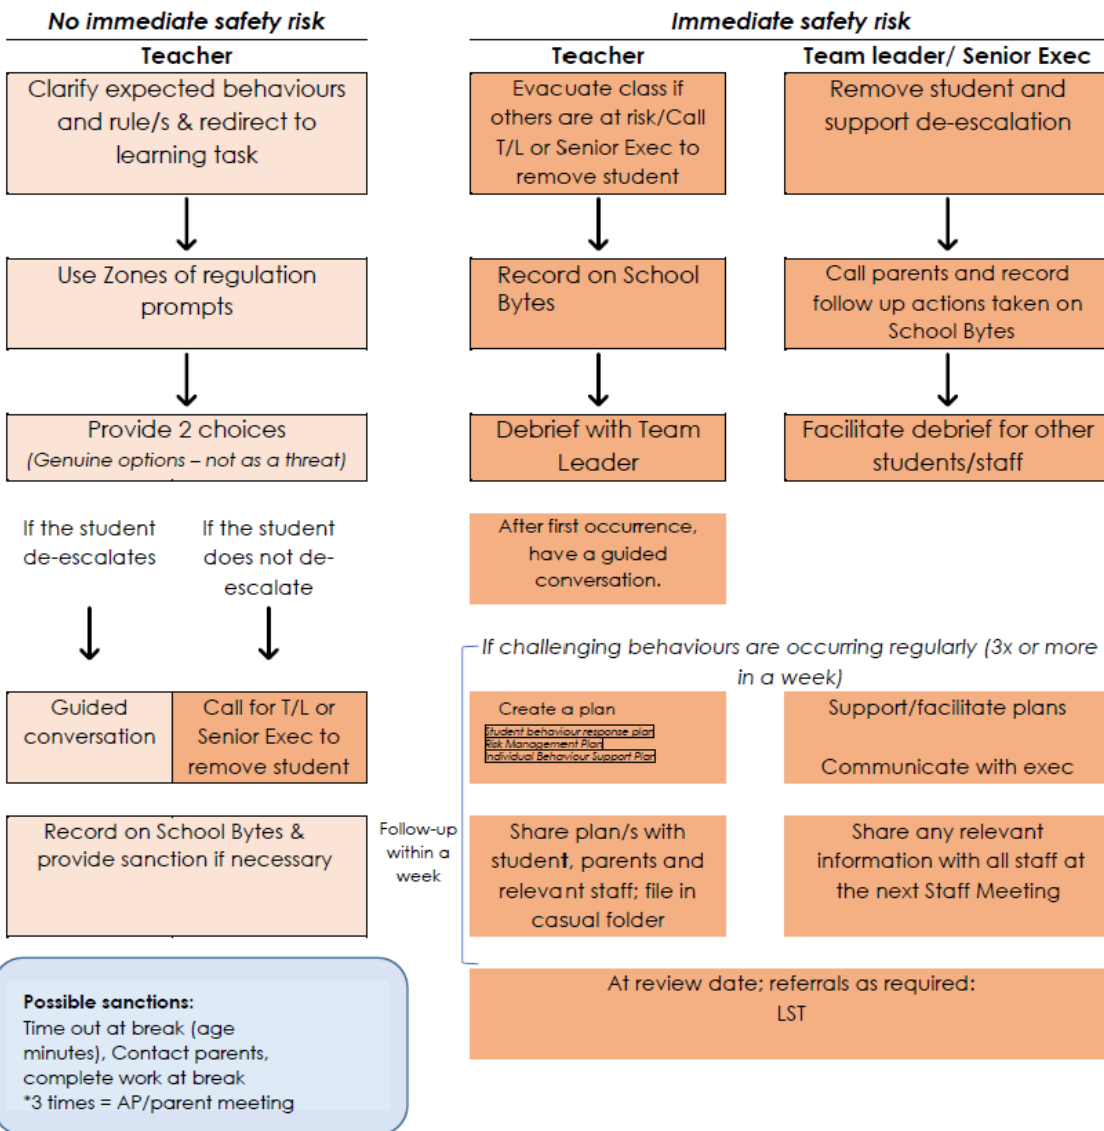 No immediate safety risk
Teacher
Clarify expected behaviours
and rule/s & redirect to
learning task
Use Zones of regulation
prompts
Provide 2 choices
(Genuine options – not as a threat)
If the student
de-escalates
If the student
does not de-
escalate
Guided
conversation
Call for T/L or
Senior Exec to
remove student
Record on School Bytes &
provide sanction if necessary
Possible sanctions:
Time out at break (age
minutes), Contact parents,
complete work at break
*3 times = AP/parent meeting
Immediate safety risk
Teacher
Evacuate class if
others are at risk/Call
T/L or Senior Exec to
remove student
Record on School
Bytes
Debrief with Team
Leader
After first occurrence,
have a guided
conversation.
Team leader/ Senior Exec
Remove student and
support de-escalation
Call parents and record
follow up actions taken on
School Bytes
Facilitate debrief for other
students/staff
If challenging behaviours are occurring regularly (3x or more
in a week)
Follow-up
within a
week
Create a plan
Student behaviour response plan
Risk Management Plan
Individual Behaviour Support Plan
Support/facilitate plans
Communicate with exec
Share plan/s with
student, parents and
relevant staff; file in
casual folder
Share any relevant
information with all staff at
the next Staff Meeting
At review date; referrals as required:
LST